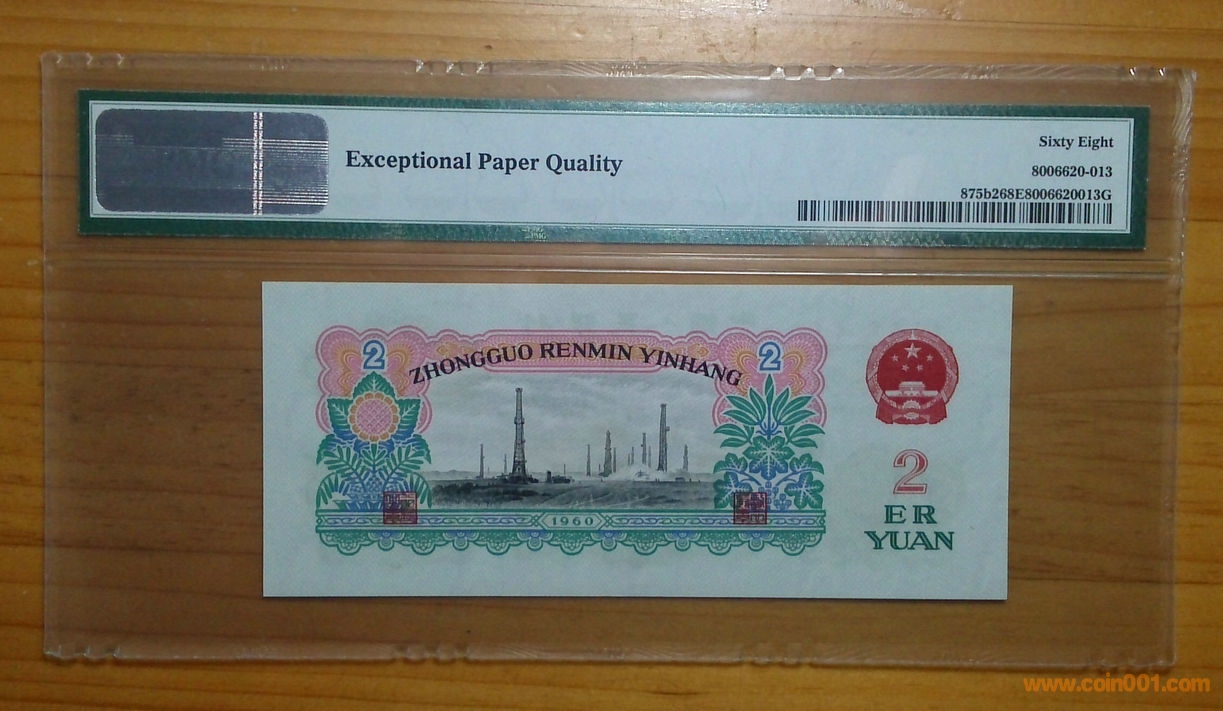 Exceptional Paper Quality
Sixty Eight
8006620-013
875b268E8006620013G
2
2
ZHONGGUO RENMIN YINHANG
1960
2
ER
YUAN
www.coin001.com